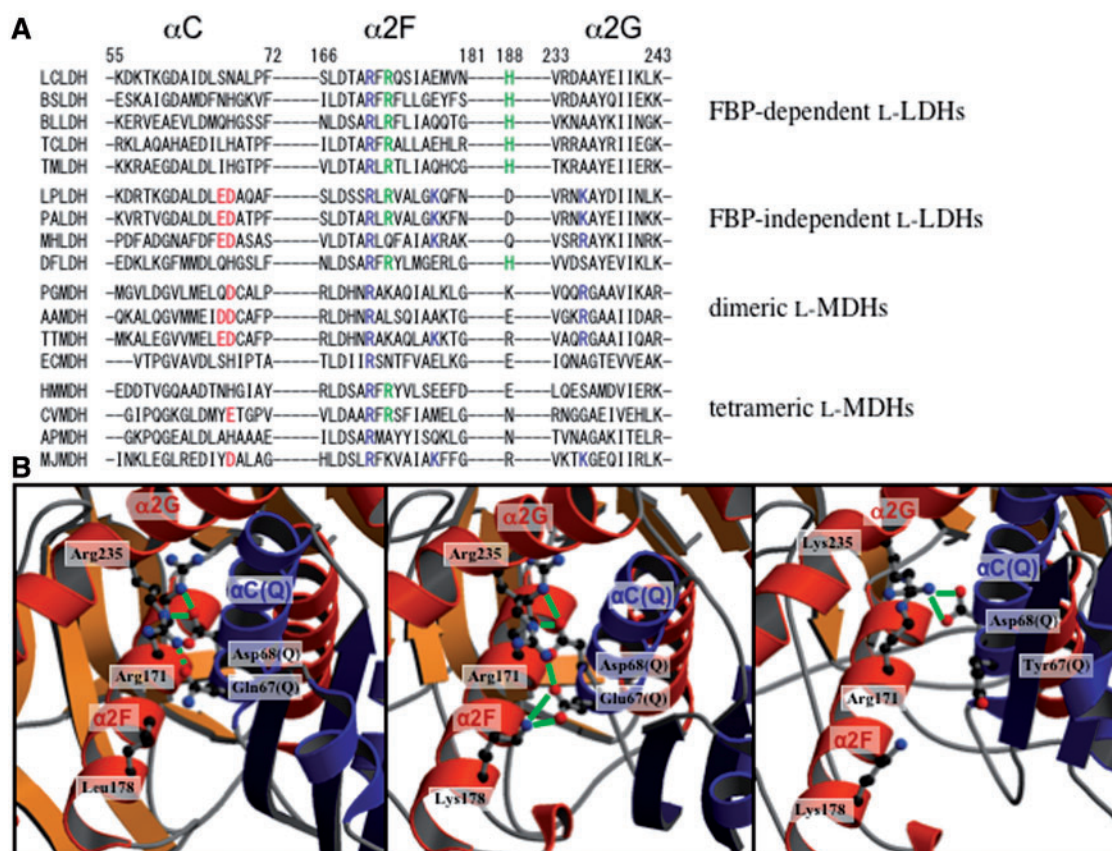 A
αC α2F α2G
55 72 166 181 188 233 243
LCLDH –KDKTKGDAIDLSNALPF-----SLDTARFRQSIAEMVN---H----VRDAAYEIIKLK–
BSLDH –ESKAIGDAMDFNHGKVF-----ILDTARFRFLLGEYFS---H----VRDAAYQIIEKK–
BLLDH –KERVEAEVLDMQHGSSF-----NLDSARLRFLIAQQTG---H----VKNAAYKIINGK–
TCLDH –RKLAQAHAEDILHATPF-----ILDTARFRALLAEHLR---H----VRAAAYRIIEGK–
TMLDH –KKRAEGDALDLIHGTPF-----LLDTARLRTLIAQHCG---H----TKRAAYEIIERK–
LPLDH –KDRTKGDALDLEDAQAF-----SLDSSRLRVALGKQFN---D----VRNKAYDIINLK–
PALDH –KVRTVGDALDLEDATPF-----SLDTARLRVALGKKFN---D----VRNKAYEIINLK–
MHLDH –PDFADGNAFDFEDASAS-----VLDTARLQFAIAKRAK---Q----VSRRAYKIINRK–
DFLDH –EDKLKGFMMDLQHGSLF-----NLDSARFRYLMGERLG---H----VVDSAYEVIKLK–
PGMDH –MGVLDGVLMELQDCALP-----RLDHNRAKAQIALKLG---K----VQQRGAAVIKAR–
AAMDH –QKALQGVMMEIDDCAFP-----RLDHNRALSQIAAKTG---E----VGKRGAAIIDAR–
TTMDH –MKALEGVVMELEDCAFP-----RLDHNRAKAQLAKKTG---R----VAQRGAAIIQAR–
ECMDH ---VTPGVAVDLSHIPTA-----TLDIIRSNTFVAELKG---E----IQNAGTEVVEAK–
HMMDH –EDDTVGQAADTNHGIAY-----RLDSARFRYVLSEEFD---E----LQESAMDVIERK–
CVMDH ––GIPQGKGLDMYETGPV-----VLDAARFRSFIAMELG---N----RNGGAEIVEHLK–
APMDH ––GKPQGEALDLAHAAAE-----ILDSARMAYYISQKLG---N----TVNAGAKITELR–
MJMDH –INKLEGLREDIYDALAG-----HLDSLRFKVAIAKFFG---R----VKTKGEQIIRLK–
FBP-dependent L-LDHs
FBP-independent L-LDHs
dimeric L-MDHs
tetrameric L-MDHs
B
α2G
Arg235
αC(Q)
Asp68(Q)
Arg171
Gln67(Q)
α2F
Leu178
α2G
Arg235
αC(Q)
Asp68(Q)
Arg171
Glu67(Q)
α2F
Lys178
α2G
Lys235
αC(Q)
Asp68(Q)
Tyr67(Q)
Arg171
α2F
Lys178